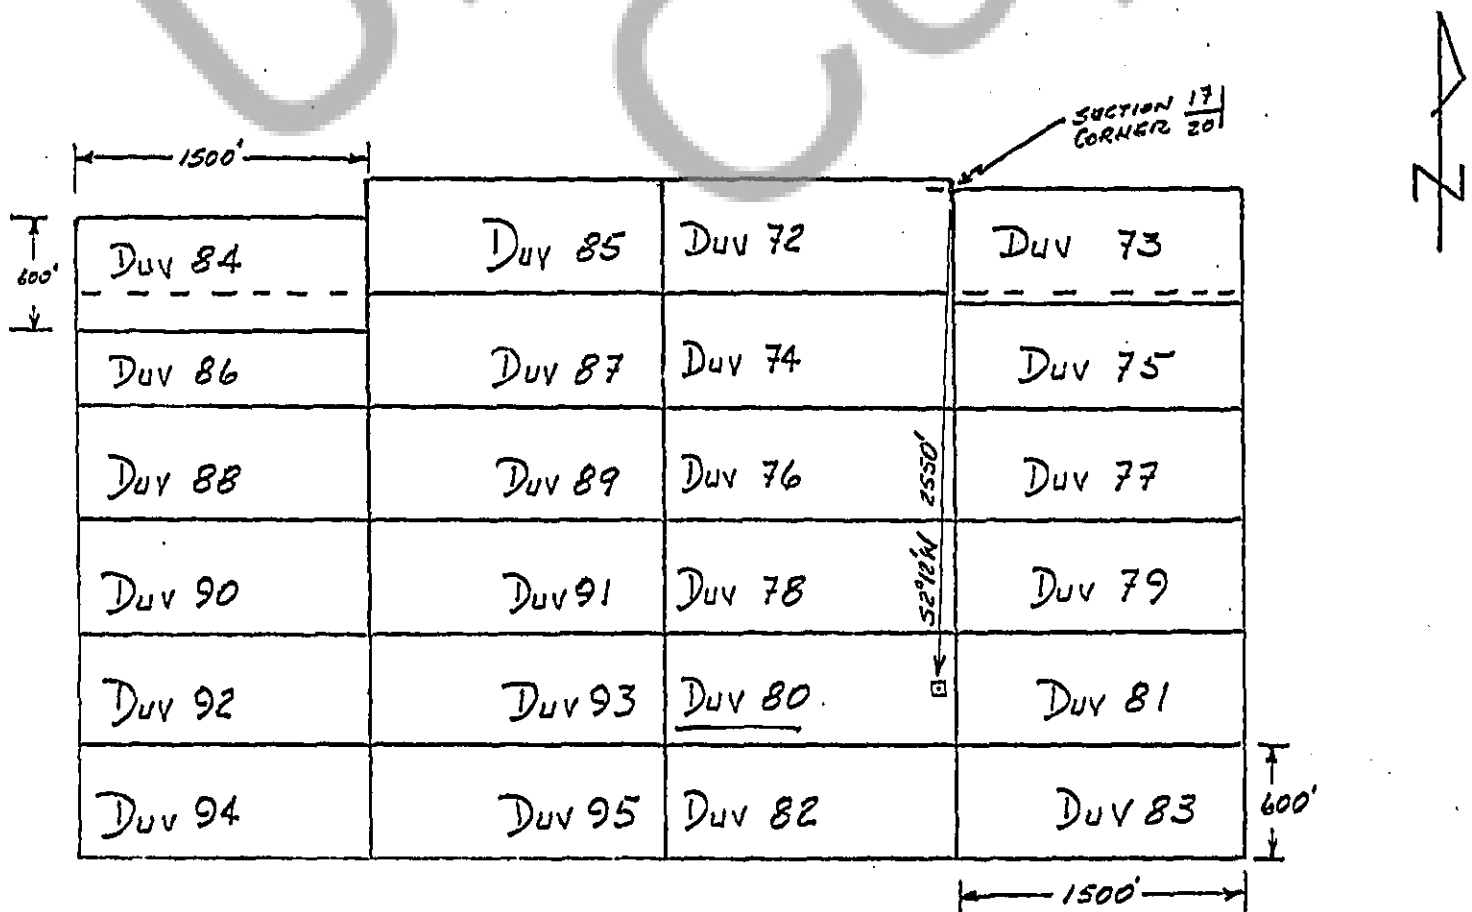 SECTION 17
CORNER 20
N
1500'
600'
Duv 84
Duv 85
Duv 72
Duv 73
Duv 86
Duv 87
Duv 74
Duv 75
Duv 88
Duv 89
Duv 76
2550'
Duv 77
Duv 90
Duv 91
Duv 78
S2°12'W
Duv 79
Duv 92
Duv 93
Duv 80
Duv 81
Duv 94
Duv 95
Duv 82
Duv 83
600'
1500'